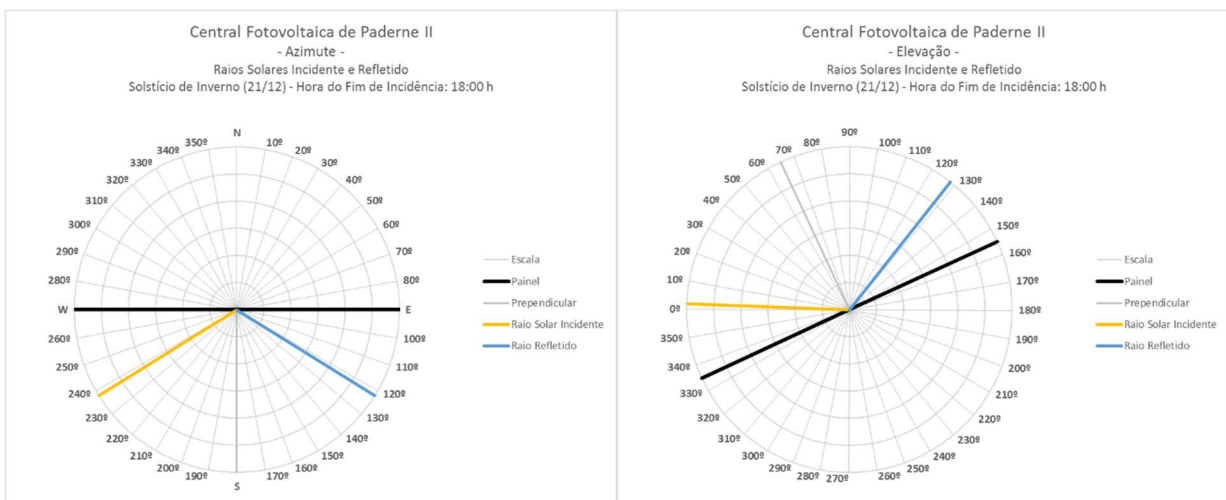 Central Fotovoltaica de Paderne II
- Azimute -
Raios Solares Incidente e Refletido
Solstício de Inverno (21/12) - Hora do Fim de Incidência: 18:00 h
N
10º
20º
30º
40º
50º
60º
70º
80º
E
100º
110º
120º
130º
140º
150º
160º
170º
S
190º
200º
210º
220º
230º
240º
250º
260º
W
280º
290º
300º
310º
320º
330º
340º
350º
Escala
Painel
Prependicular
Raio Solar Incidente
Raio Refletido
Central Fotovoltaica de Paderne II
- Elevação -
Raios Solares Incidente e Refletido
Solstício de Inverno (21/12) - Hora do Fim de Incidência: 18:00 h
90º
100º
110º
120º
130º
140º
150º
160º
170º
180º
190º
200º
210º
220º
230º
240º
250º
260º
270º
280º
290º
300º
310º
320º
330º
340º
350º
0º
10º
20º
30º
40º
50º
60º
70º
80º
Escala
Painel
Prependicular
Raio Solar Incidente
Raio Refletido